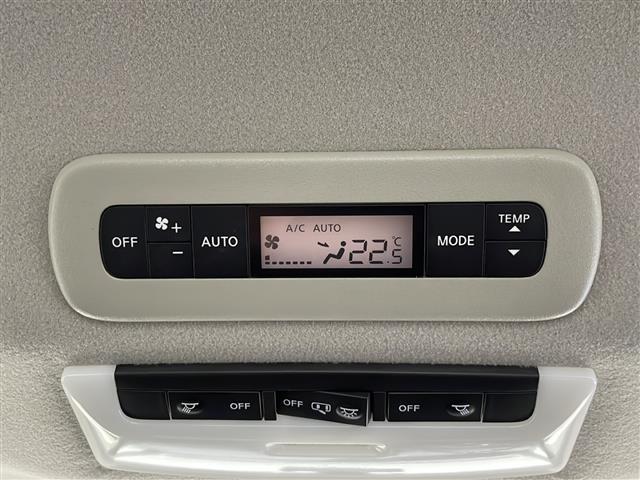 OFF + - AUTO
A/C AUTO
22.5°C
MODE
TEMP
OFF
OFF
OFF